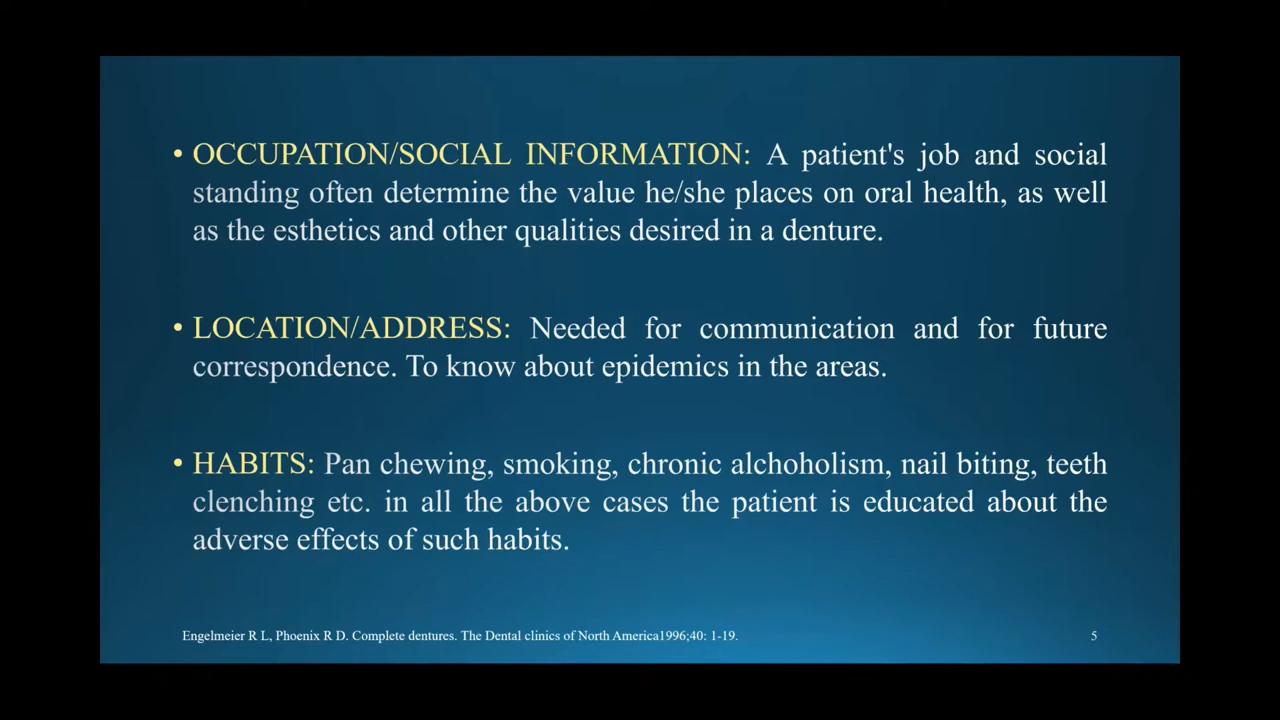 • OCCUPATION/SOCIAL INFORMATION: A patient's job and social
standing often determine the value he/she places on oral health, as well
as the esthetics and other qualities desired in a denture.
• LOCATION/ADDRESS: Needed for communication and for future
correspondence. To know about epidemics in the areas.
• HABITS: Pan chewing, smoking, chronic alchoholism, nail biting, teeth
clenching etc. in all the above cases the patient is educated about the
adverse effects of such habits.
Engelmeier R L, Phoenix R D. Complete dentures. The Dental clinics of North America1996;40: 1-19.
5